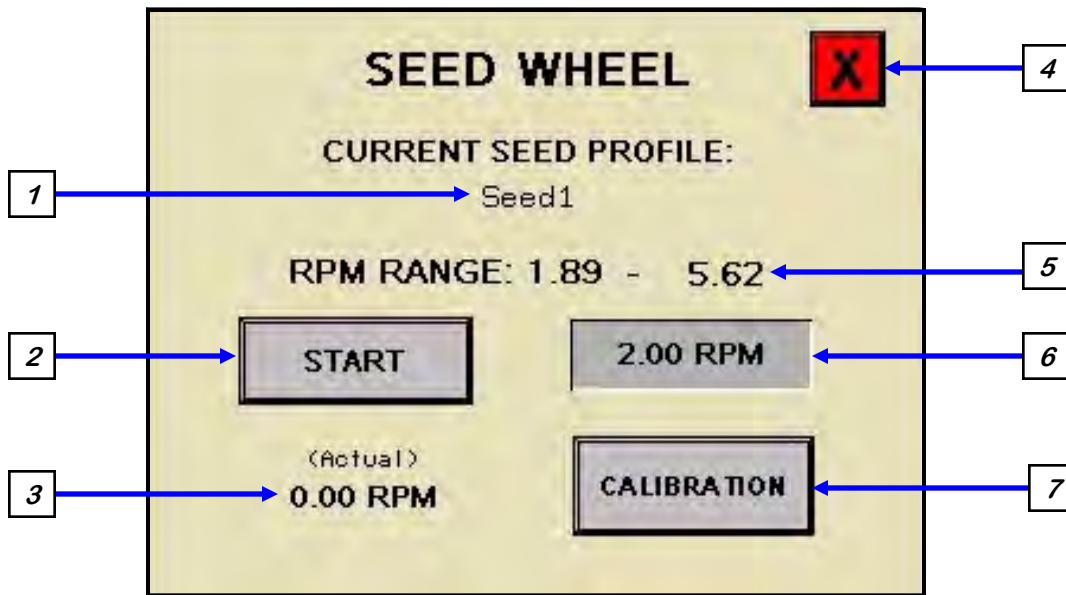 SEED WHEEL
X
4
CURRENT SEED PROFILE:
1
Seed1
RPM RANGE: 1.89 - 5.62
5
2
START
2.00 RPM
6
(Actual)
3
0.00 RPM
CALIBRATION
7